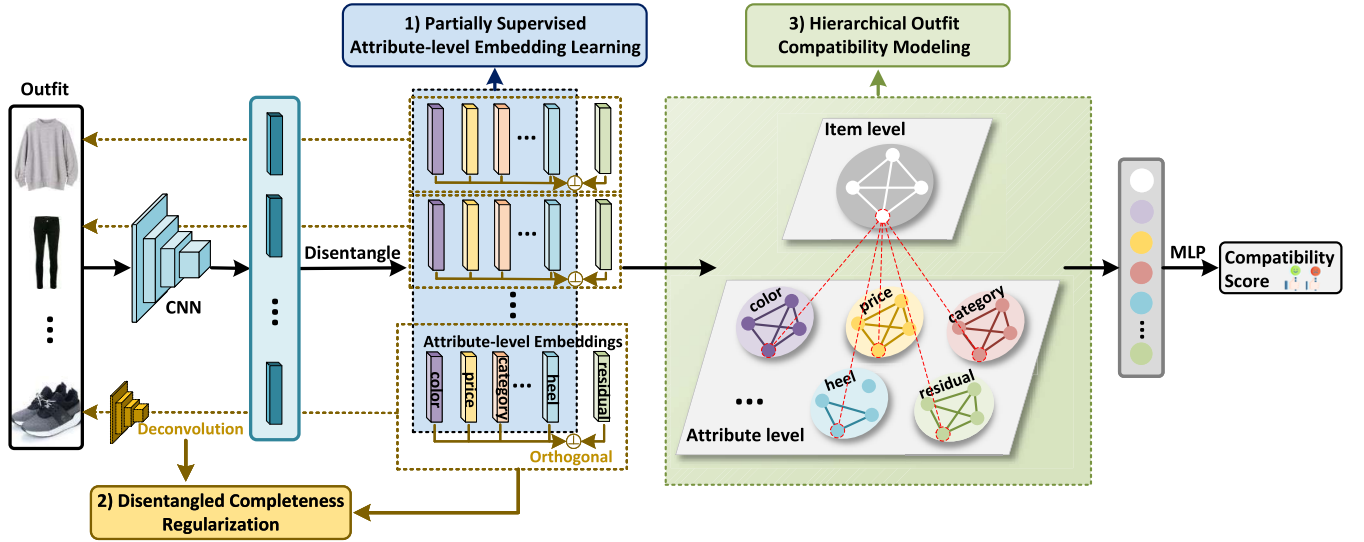 1) Partially Supervised
Attribute-level Embedding Learning
3) Hierarchical Outfit
Compatibility Modeling
Outfit
CNN
Disentangle
Attribute-level Embeddings
color
price
category
heel
residual
Orthogonal
Deconvolution
2) Disentangled Completeness
Regularization
Item level
color
price
category
heel
residual
Attribute level
MLP
Compatibility
Score